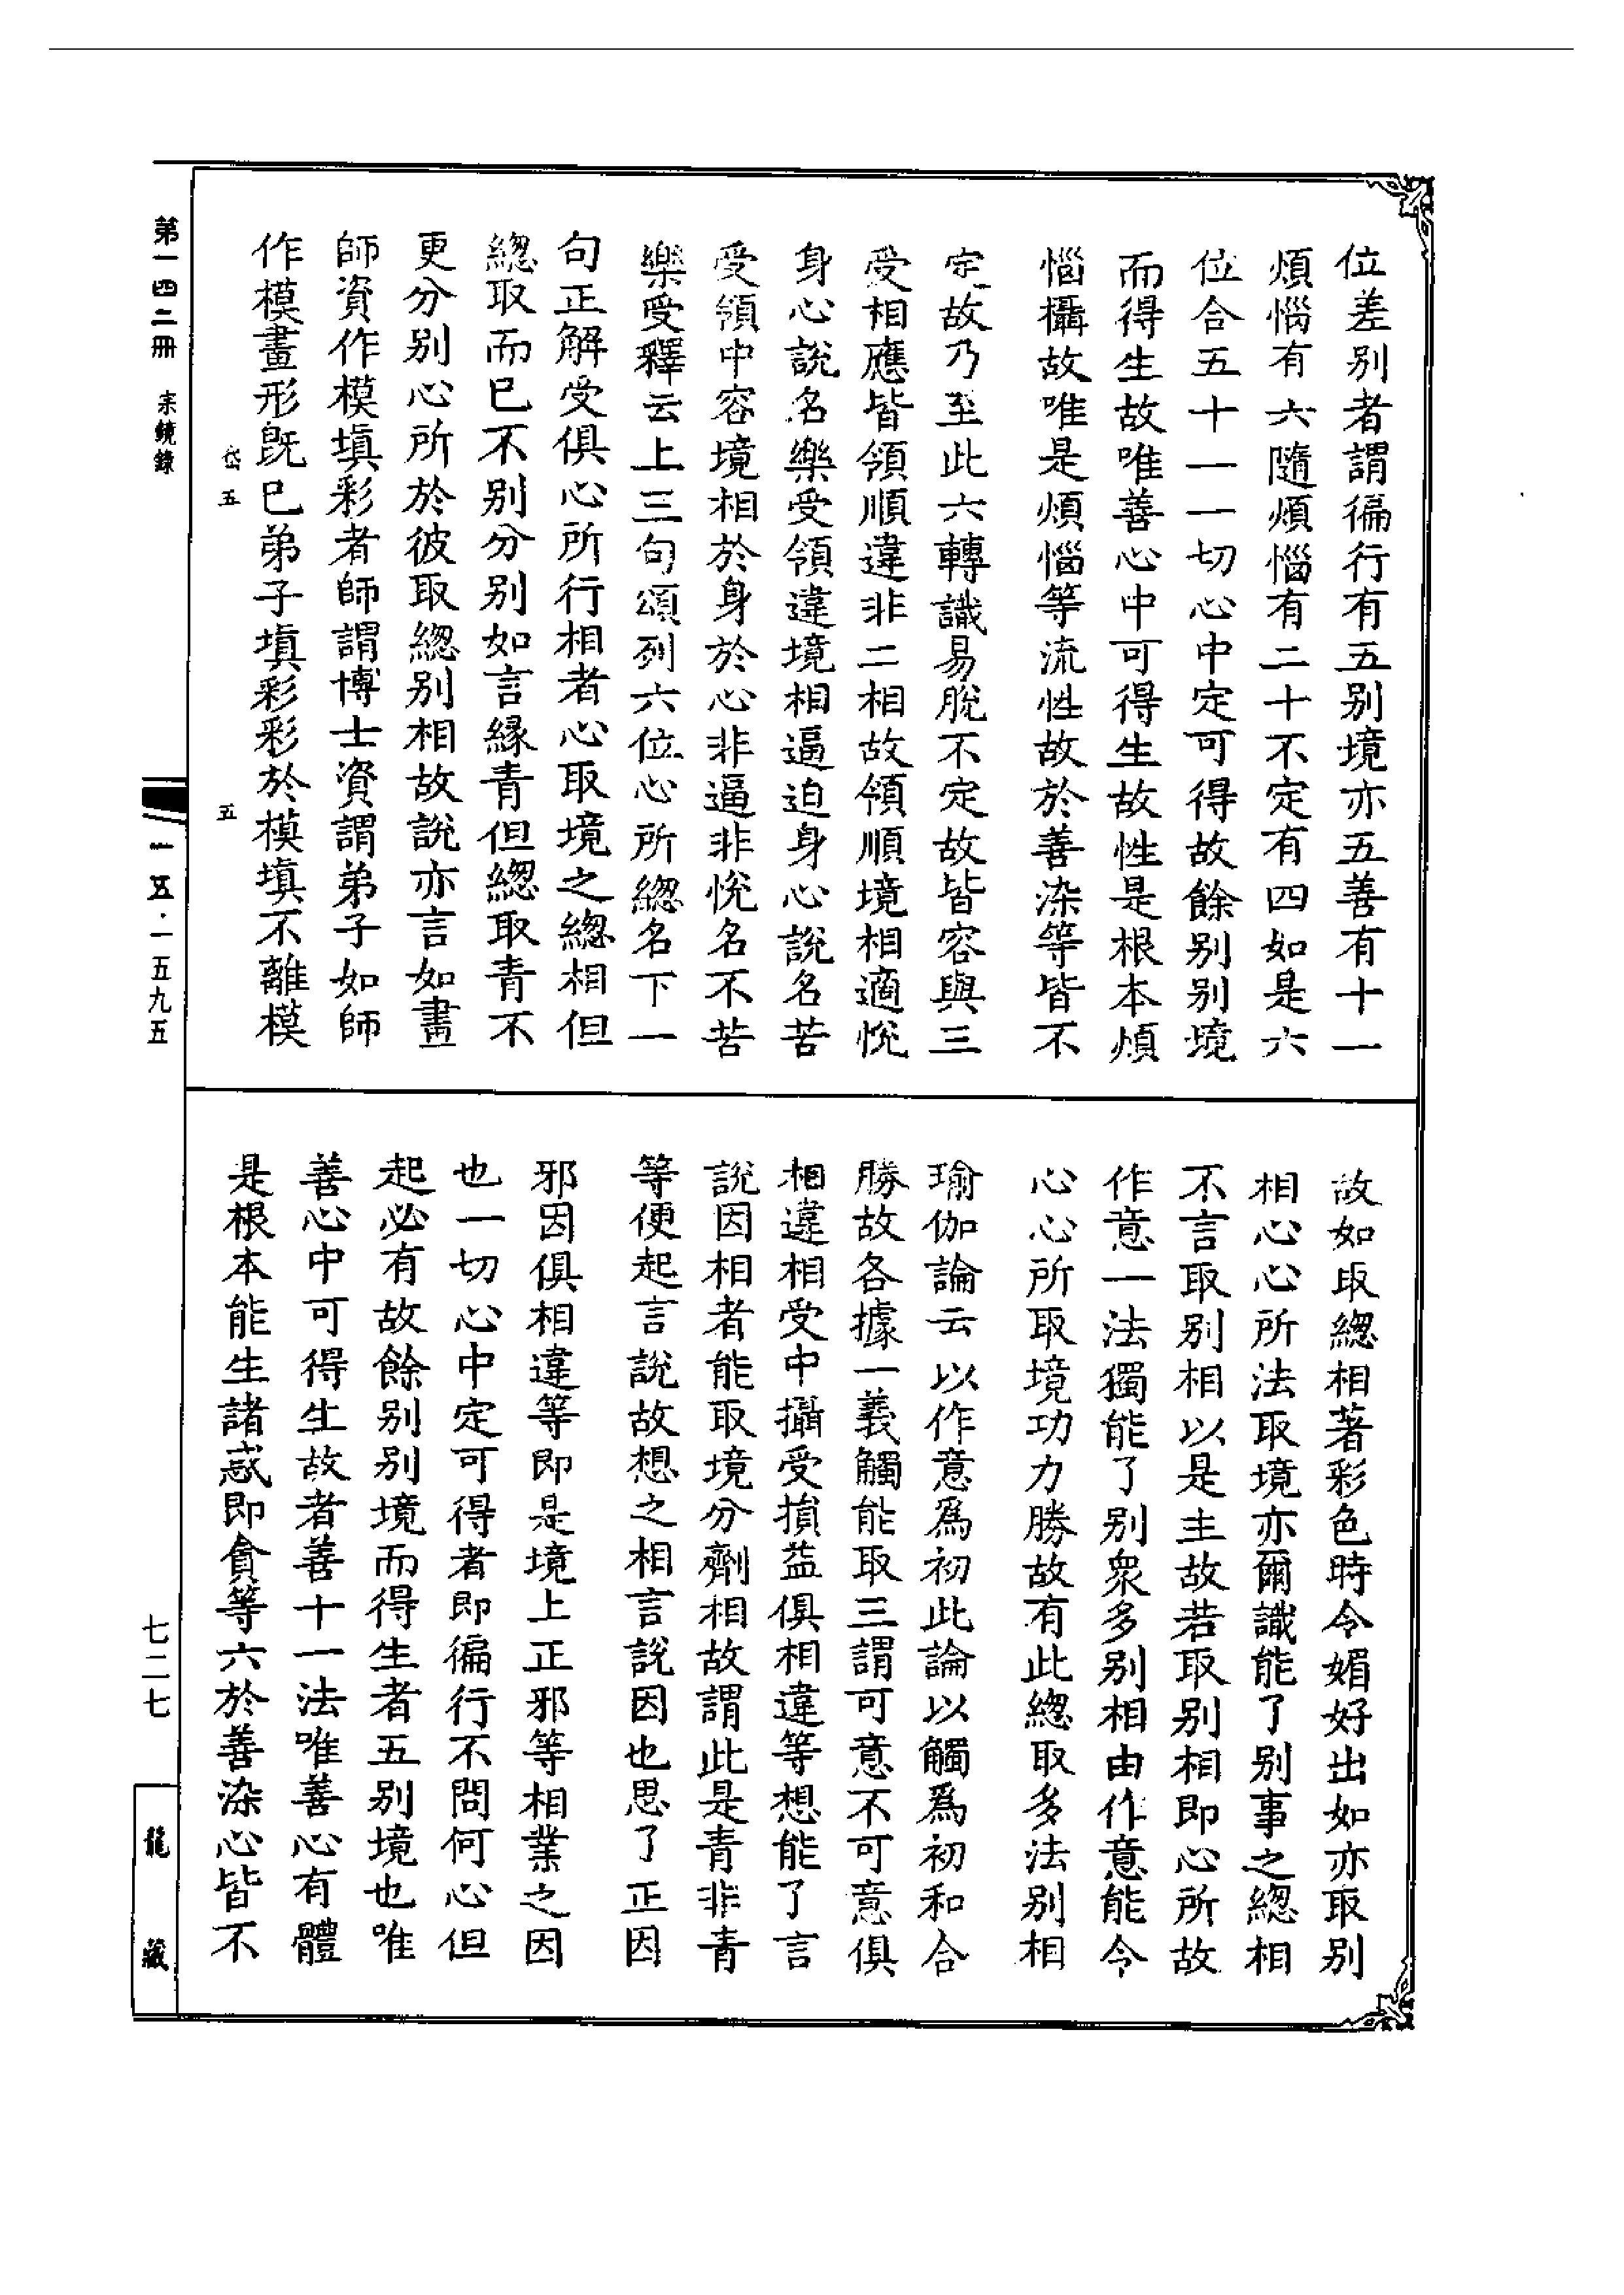 位差別者謂徧行有五別境亦五善有十一
煩惱有六隨煩惱有二十不定有四如是六
位合五十一一切心中定可得故餘別別境
而得生故唯善心中可得生故性是根本煩
惱攝故唯是煩惱等流性故於善染等皆不
定故乃至此六轉識易脫不定故皆容與三
受相應皆領順違非二相故領順境相適悅
身心說名樂受領違境相逼迫身心說名苦
受領中容境相於身於心非逼非悅名不苦
樂受釋云上三句頌列六位心所緫名下一
句正解受俱心所行相者心取境之緫相但
緫取而已不別分別如言緣青但緫取青不
更分別心所於彼取緫別相故說亦言如畫
師資作模填彩者師謂博士資謂弟子如師
作模畫形旣已弟子填彩彩於模填不離模
故如取緫相著彩色時令媚好出如亦取別
相心心所法取境亦爾識能了別事之緫相
不言取別相以是主故若取別相即心所故
作意一法獨能了別衆多別相由作意能令
心心所取境功力勝故有此緫取多法別相
瑜伽論云以作意爲初此論以觸爲初和合
勝故各據一義觸能取三謂可意不可意俱
相違相受中攝受損益俱相違等想能了言
說因相者能取境分劑相故謂此是青非青
等便起言說故想之相言說因也思了正因
邪因俱相違等即是境上正邪等相業之因
也一切心中定可得者即徧行不問何心但
起必有故餘別別境而得生者五別境也唯
善心中可得生故者善十一法唯善心有體
是根本能生諸惑即貪等六於善染心皆不
第一四二冊 宗鏡錄
五 五
一五·一五九五
七二七
龍藏